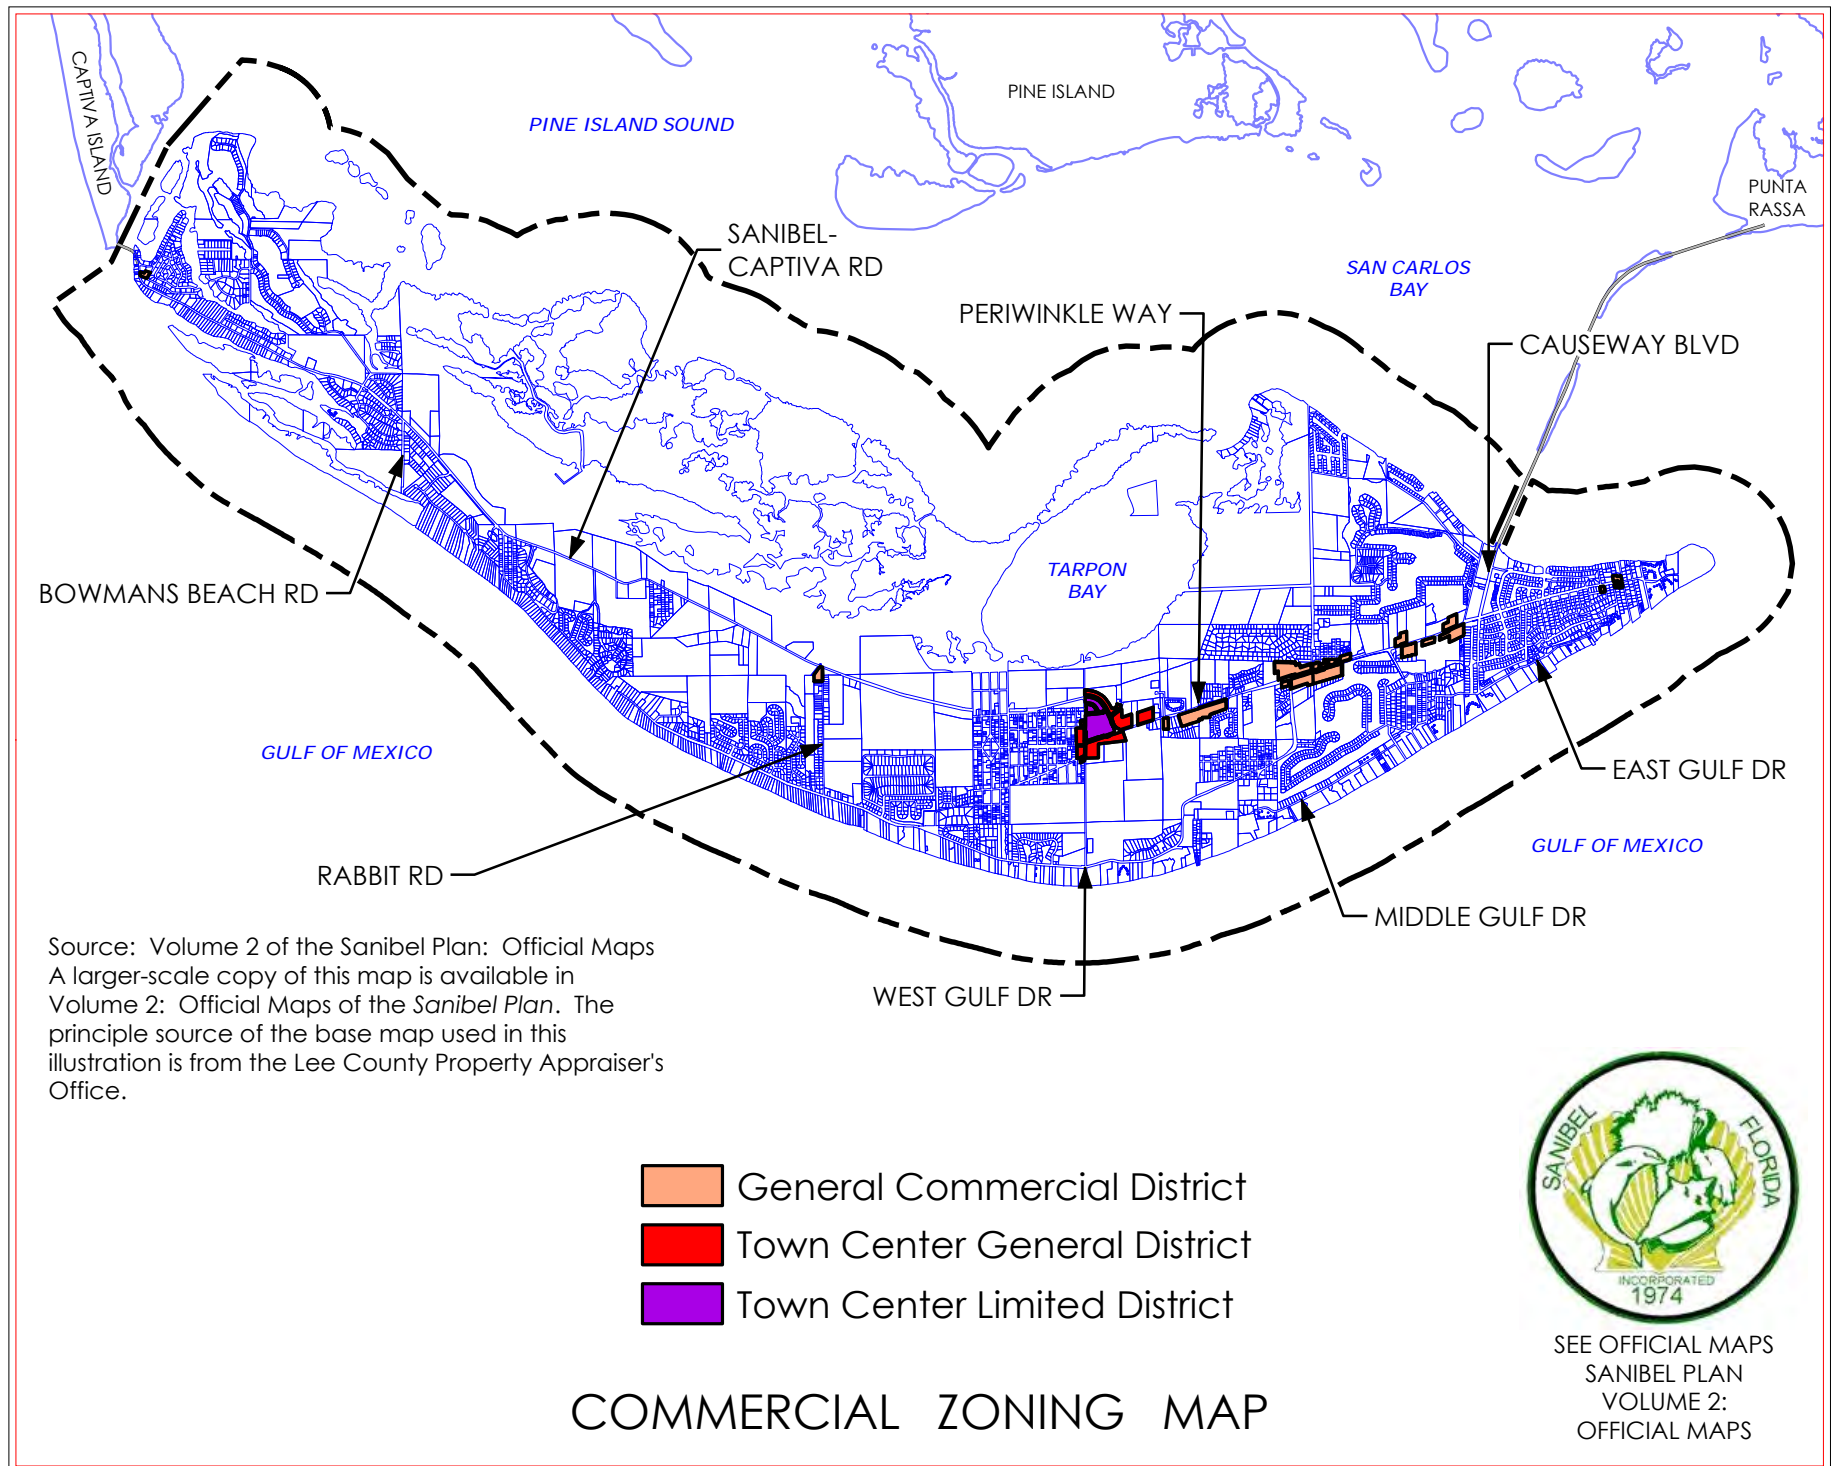 CAPTIVA ISLAND
PINE ISLAND SOUND
PINE ISLAND
PUNTA
RASSA
SANIBEL-
CAPTIVA RD
SAN CARLOS
BAY
PERIWINKLE WAY
CAUSEWAY BLVD
TARPON
BAY
BOWMANS BEACH RD
GULF OF MEXICO
EAST GULF DR
GULF OF MEXICO
RABBIT RD
MIDDLE GULF DR
WEST GULF DR
Source: Volume 2 of the Sanibel Plan: Official Maps
A larger-scale copy of this map is available in
Volume 2: Official Maps of the Sanibel Plan. The
principle source of the base map used in this
illustration is from the Lee County Property Appraiser's
Office.
General Commercial District
Town Center General District
Town Center Limited District
COMMERCIAL ZONING MAP
SANIBEL FLORIDA
INCORPORATED
1974
SEE OFFICIAL MAPS
SANIBEL PLAN
VOLUME 2:
OFFICIAL MAPS